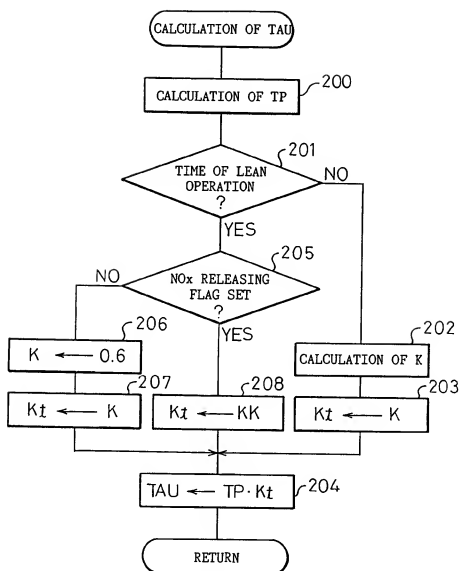 CALCULATION OF TAU
CALCULATION OF TP
200
TIME OF LEAN
OPERATION
?
201
NO
YES
NOx RELEASING
FLAG SET
?
205
NO
YES
206
K ← 0.6
207
Kt ← K
208
Kt ← KK
202
CALCULATION OF K
203
Kt ← K
TAU ← TP·Kt
204
RETURN